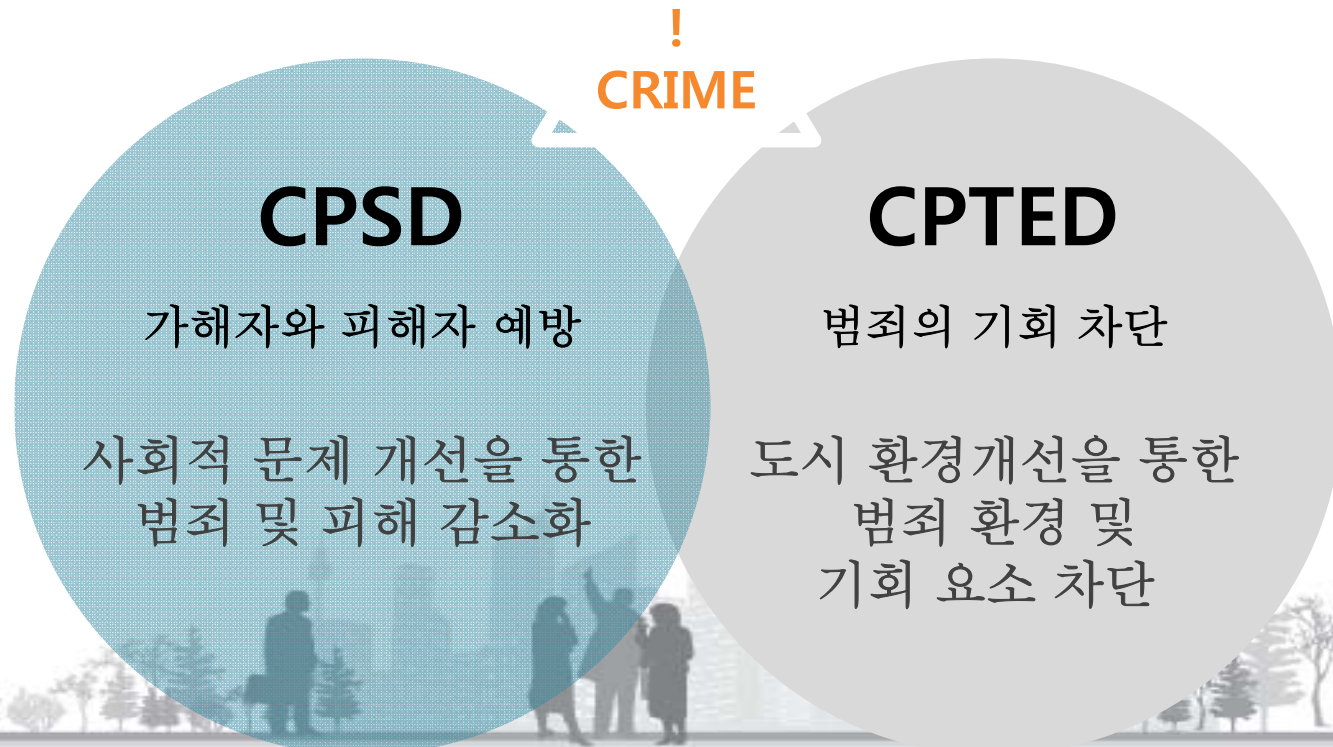 !
CRIME
CPSD
가해자와 피해자 예방
사회적 문제 개선을 통한
범죄 및 피해 감소화
CPTED
범죄의 기회 차단
도시 환경개선을 통한
범죄 환경 및
기회 요소 차단